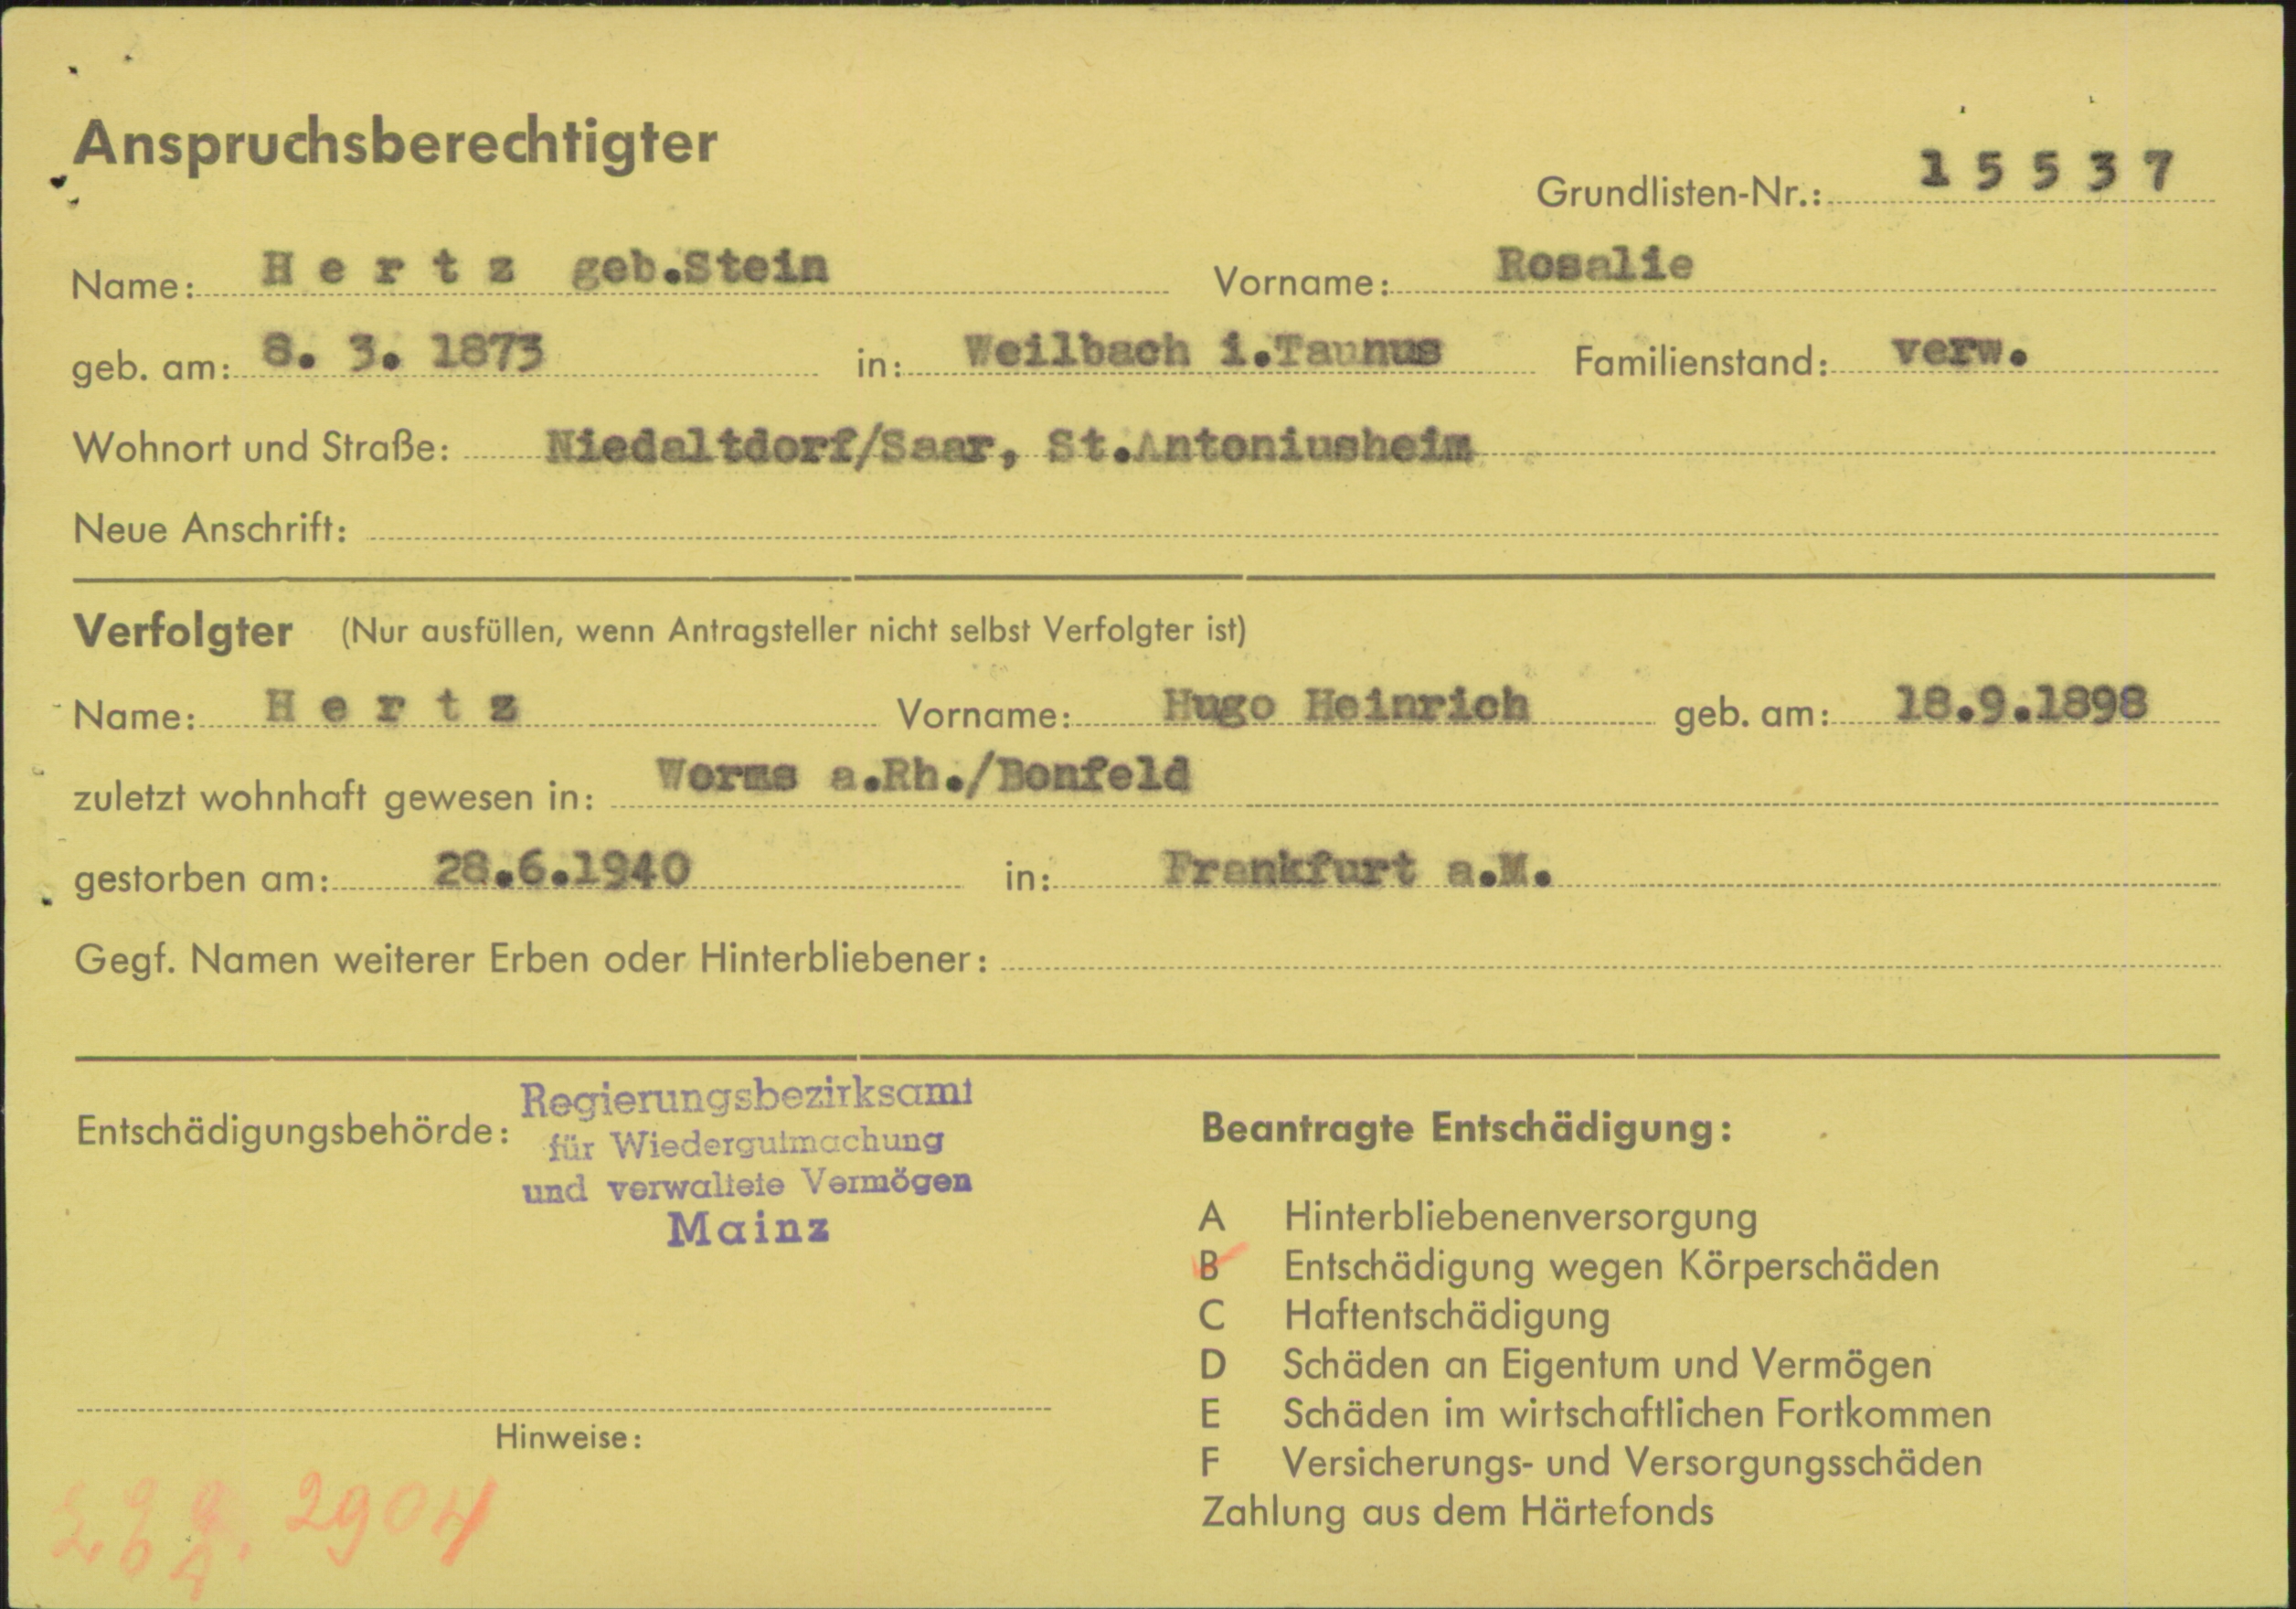 Anspruchsberechtigter
Grundlisten-Nr.: 1 5 5 3 7
Name: H e r t z geb.Stein Vorname: Rosalie
geb. am: 8. 3. 1873 in: Weilbach i.Taunus Familienstand: verw.
Wohnort und Straße: Niedaltdorf/Saar, St.Antoniusheim
Neue Anschrift:
Verfolgter (Nur ausfüllen, wenn Antragsteller nicht selbst Verfolgter ist)
Name: H e r t z Vorname: Hugo Heinrich geb. am: 18.9.1898
zuletzt wohnhaft gewesen in: Worms a.Rh./Bonfeld
gestorben am: 28.6.1940 in: Frankfurt a.M.
Gegf. Namen weiterer Erben oder Hinterbliebener:
Entschädigungsbehörde:
Regierungsbezirksamt
für Wiedergutmachung
und verwaltete Vermögen
Mainz
Hinweise:
2904
Beantragte Entschädigung:
A Hinterbliebenenversorgung
B Entschädigung wegen Körperschäden
C Haftentschädigung
D Schäden an Eigentum und Vermögen
E Schäden im wirtschaftlichen Fortkommen
F Versicherungs- und Versorgungsschäden
Zahlung aus dem Härtefonds